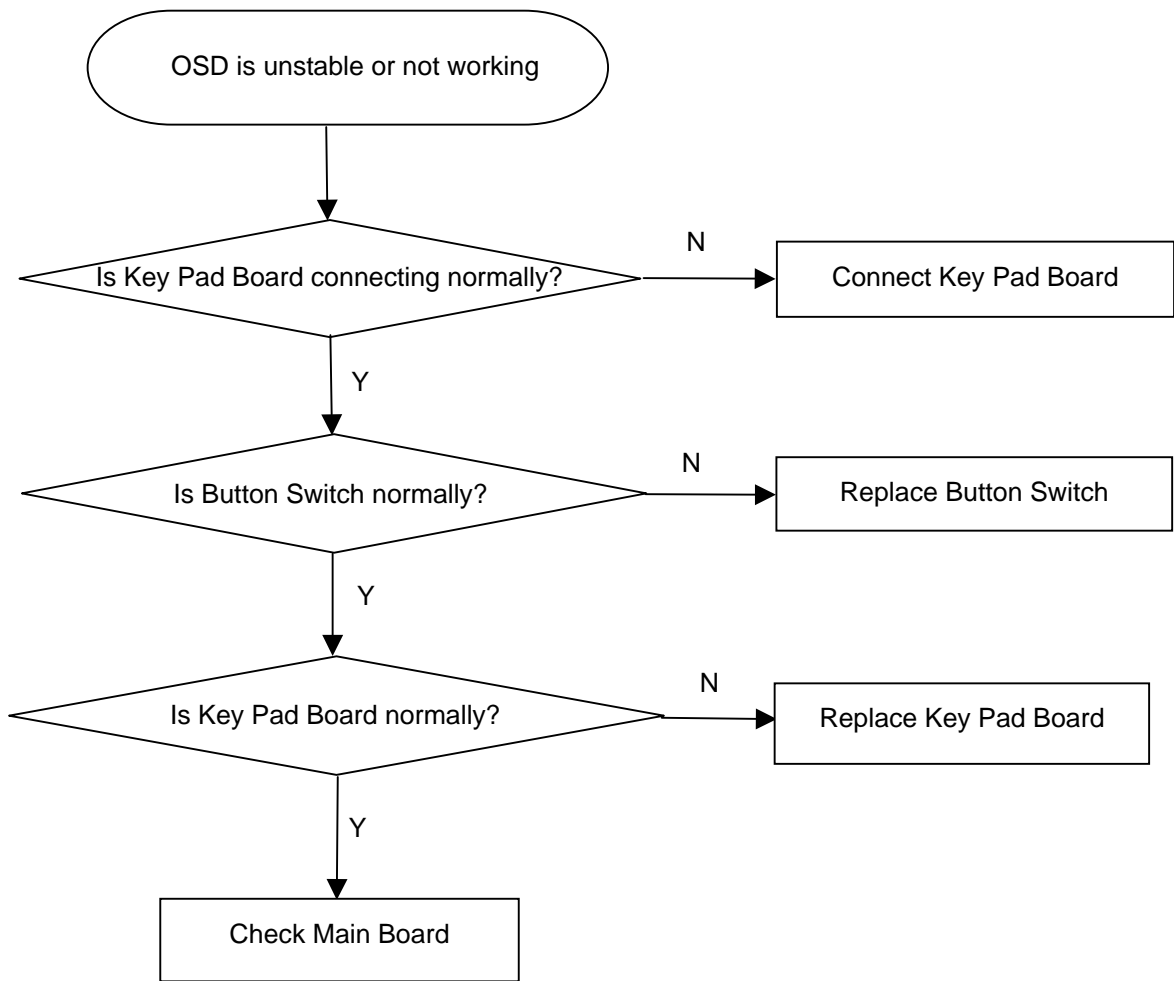 OSD is unstable or not working
N
Is Key Pad Board connecting normally?
Connect Key Pad Board
Y
N
Is Button Switch normally?
Replace Button Switch
Y
N
Is Key Pad Board normally?
Replace Key Pad Board
Y
Check Main Board